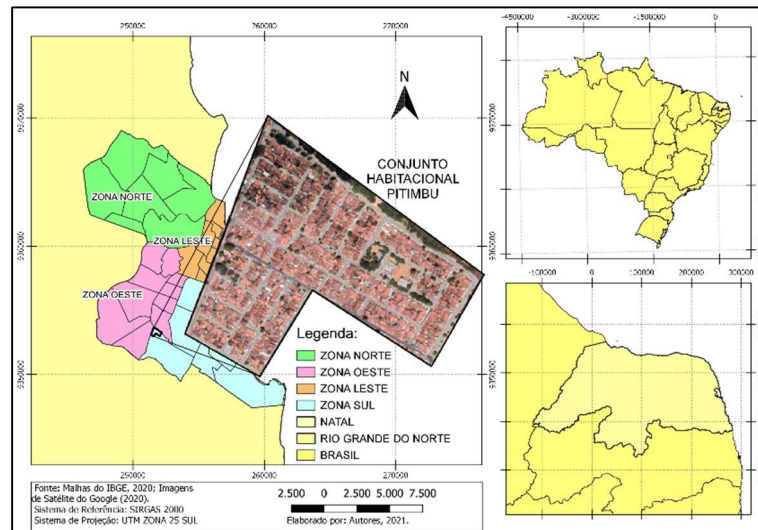 250000 260000 270000
N
CONJUNTO
HABITACIONAL
PITIMBU
ZONA NORTE
ZONA LESTE
ZONA OESTE
Legenda:
ZONA NORTE
ZONA OESTE
ZONA LESTE
ZONA SUL
NATAL
RIO GRANDE DO NORTE
BRASIL
9360000
9350000
250000 260000 270000
Fonte: Malhas do IBGE, 2020; Imagens
de Satélite do Google (2020).
Sistema de Referência: SIRGAS 2000
Sistema de Projeção: UTM ZONA 25 SUL
2.500 0 2.500 5.000 7.500
Elaborado por: Autores, 2021.
-4500000 -3000000 -1500000 0
-100000 0 100000 200000 300000